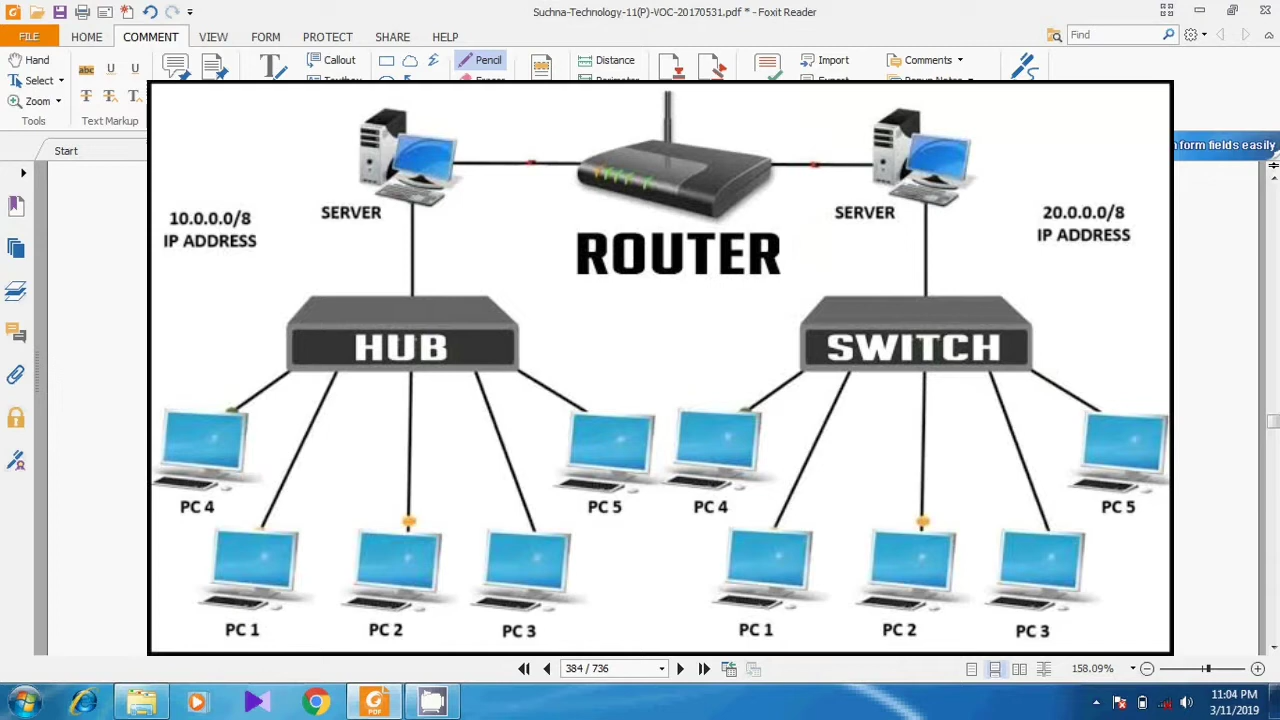 Suchna-Technology-11(P)-VOC-20170531.pdf * - Foxit Reader
FILE HOME COMMENT VIEW FORM PROTECT SHARE HELP
Find
Hand
Select
Zoom
Tools
Text Markup
Callout
Pencil
Distance
Import
Comments
Start
form fields easily
SERVER
SERVER
10.0.0.0/8
IP ADDRESS
20.0.0.0/8
IP ADDRESS
ROUTER
HUB
SWITCH
PC 4
PC 5
PC 4
PC 5
PC 1
PC 2
PC 3
PC 1
PC 2
PC 3
384 / 736
158.09%
PDF
11:04 PM
3/11/2019